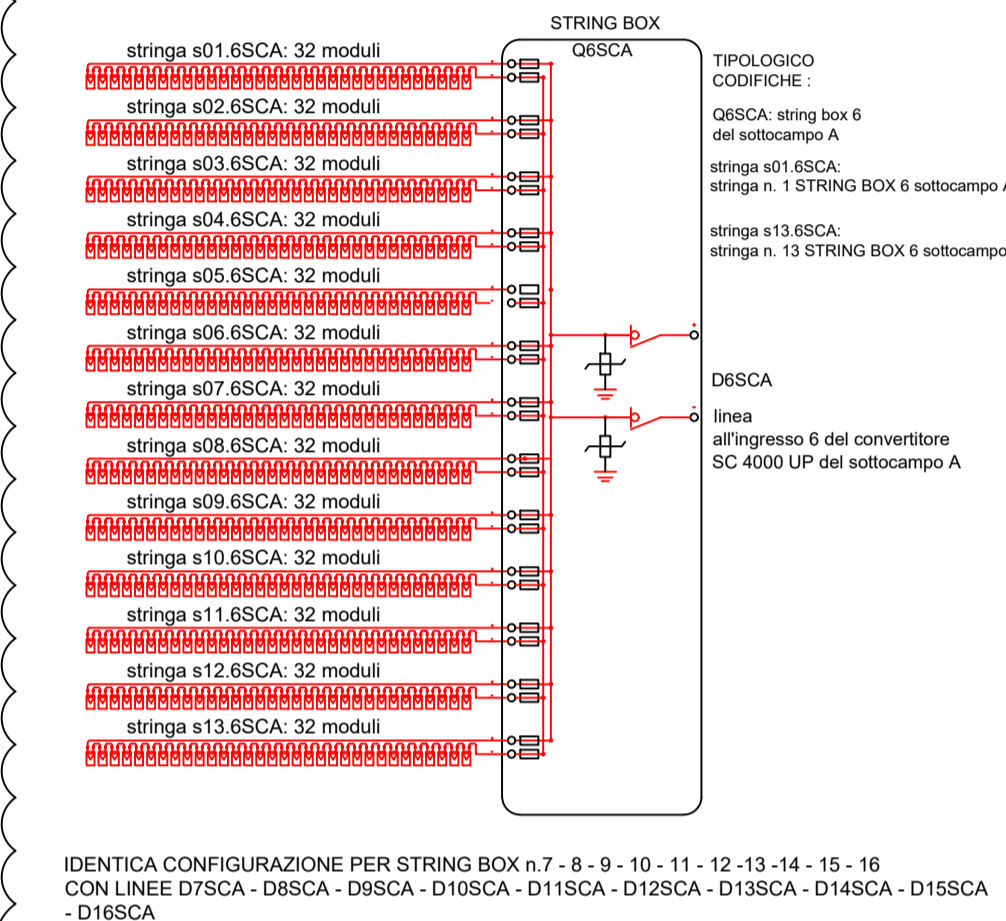 STRING BOX
Q6SCA
stringa s01.6SCA: 32 moduli
stringa s02.6SCA: 32 moduli
stringa s03.6SCA: 32 moduli
stringa s04.6SCA: 32 moduli
stringa s05.6SCA: 32 moduli
stringa s06.6SCA: 32 moduli
stringa s07.6SCA: 32 moduli
stringa s08.6SCA: 32 moduli
stringa s09.6SCA: 32 moduli
stringa s10.6SCA: 32 moduli
stringa s11.6SCA: 32 moduli
stringa s12.6SCA: 32 moduli
stringa s13.6SCA: 32 moduli
TIPOLOGICO
CODIFICHE :
Q6SCA: string box 6
del sottocampo A
stringa s01.6SCA:
stringa n. 1 STRING BOX 6 sottocampo A
stringa s13.6SCA:
stringa n. 13 STRING BOX 6 sottocampo
D6SCA
linea
all'ingresso 6 del convertitore
SC 4000 UP del sottocampo A
IDENTICA CONFIGURAZIONE PER STRING BOX n.7 - 8 - 9 - 10 - 11 - 12 -13 -14 - 15 - 16
CON LINEE D7SCA - D8SCA - D9SCA - D10SCA - D11SCA - D12SCA - D13SCA - D14SCA - D15SCA
- D16SCA